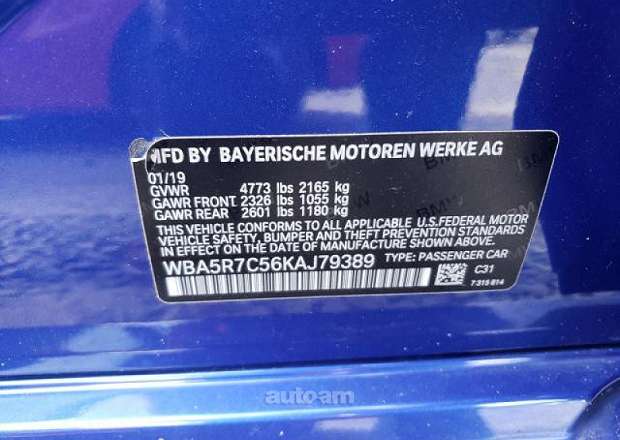 MFD BY BAYERISCHE MOTOREN WERKE AG
01/19
GVWR 4773 lbs 2165 kg
GAWR FRONT 2326 lbs 1055 kg
GAWR REAR 2601 lbs 1180 kg
THIS VEHICLE CONFORMS TO ALL APPLICABLE U.S.FEDERAL MOTOR
VEHICLE SAFETY, BUMPER AND THEFT PREVENTION STANDARDS
IN EFFECT ON THE DATE OF MANUFACTURE SHOWN ABOVE.
WBA5R7C56KAJ79389 TYPE: PASSENGER CAR
C31
7 315 814
auto.am